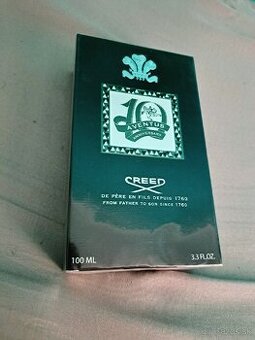 10
AVENTUS
ANNIVERSARY
CREED
DE PÈRE EN FILS DEPUIS 1760
FROM FATHER TO SON SINCE 1760
100 ML
3.3 FL.OZ.